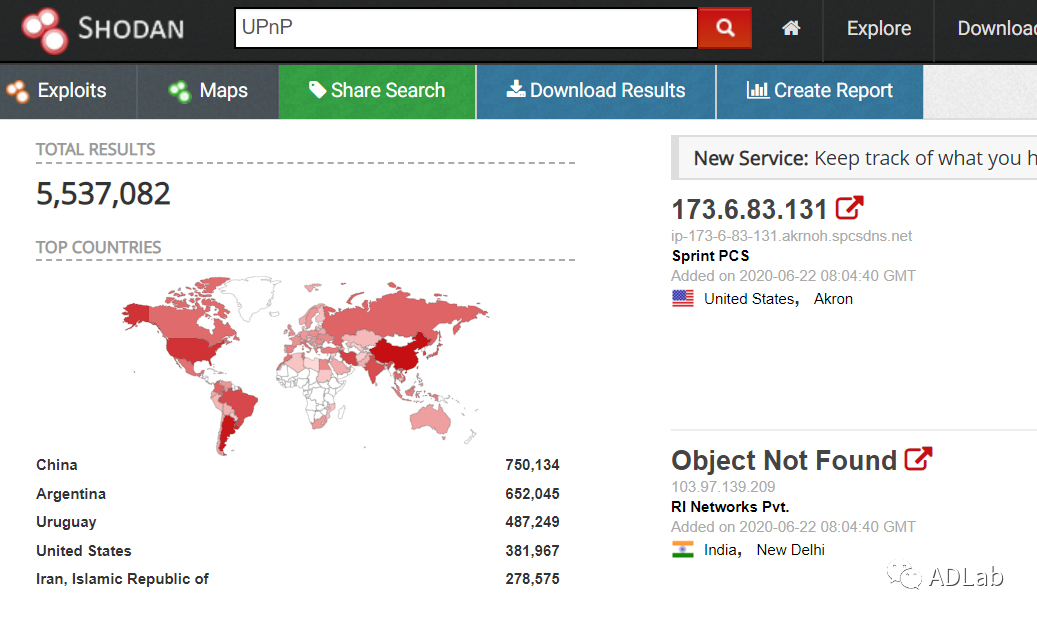 SHODAN
UPnP
Explore
Downloa
Exploits
Maps
Share Search
Download Results
Create Report
TOTAL RESULTS
5,537,082
TOP COUNTRIES
China 750,134
Argentina 652,045
Uruguay 487,249
United States 381,967
Iran, Islamic Republic of 278,575
New Service: Keep track of what you h
173.6.83.131
ip-173-6-83-131.akrnoh.spcsdns.net
Sprint PCS
Added on 2020-06-22 08:04:40 GMT
United States， Akron
Object Not Found
103.97.139.209
RI Networks Pvt.
Added on 2020-06-22 08:04:40 GMT
India， New Delhi
ADLab